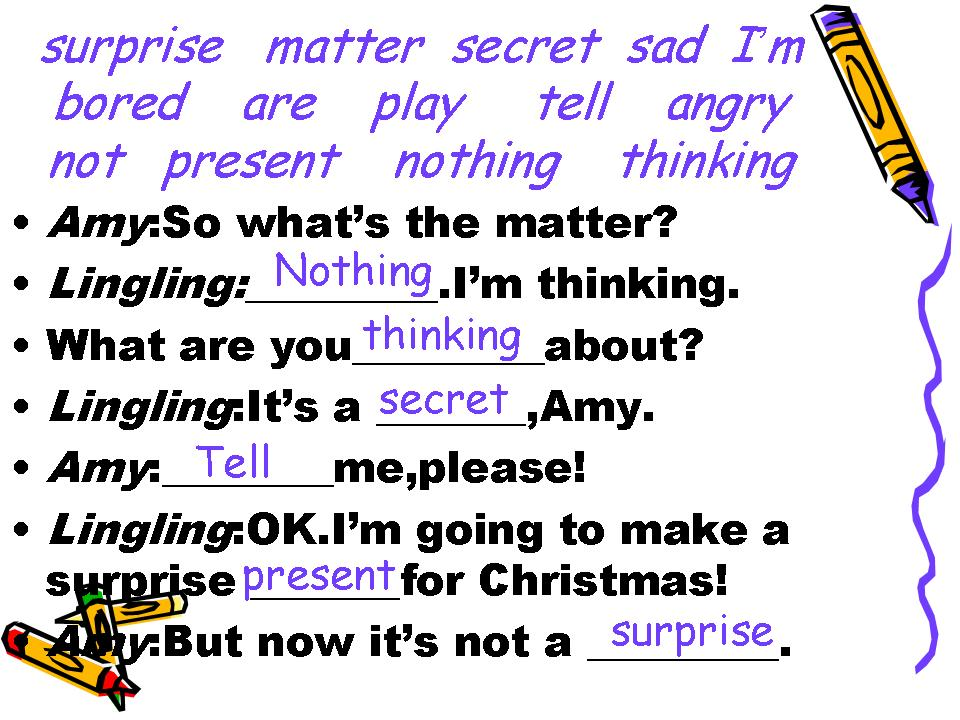 surprise matter secret sad I'm
bored are play tell angry
not present nothing thinking
• Amy:So what's the matter?
• Lingling:Nothing.I'm thinking.
• What are you thinking about?
• Lingling:It's a secret,Amy.
• Amy:Tell me,please!
• Lingling:OK.I'm going to make a
surprise present for Christmas!
• Amy:But now it's not a surprise.